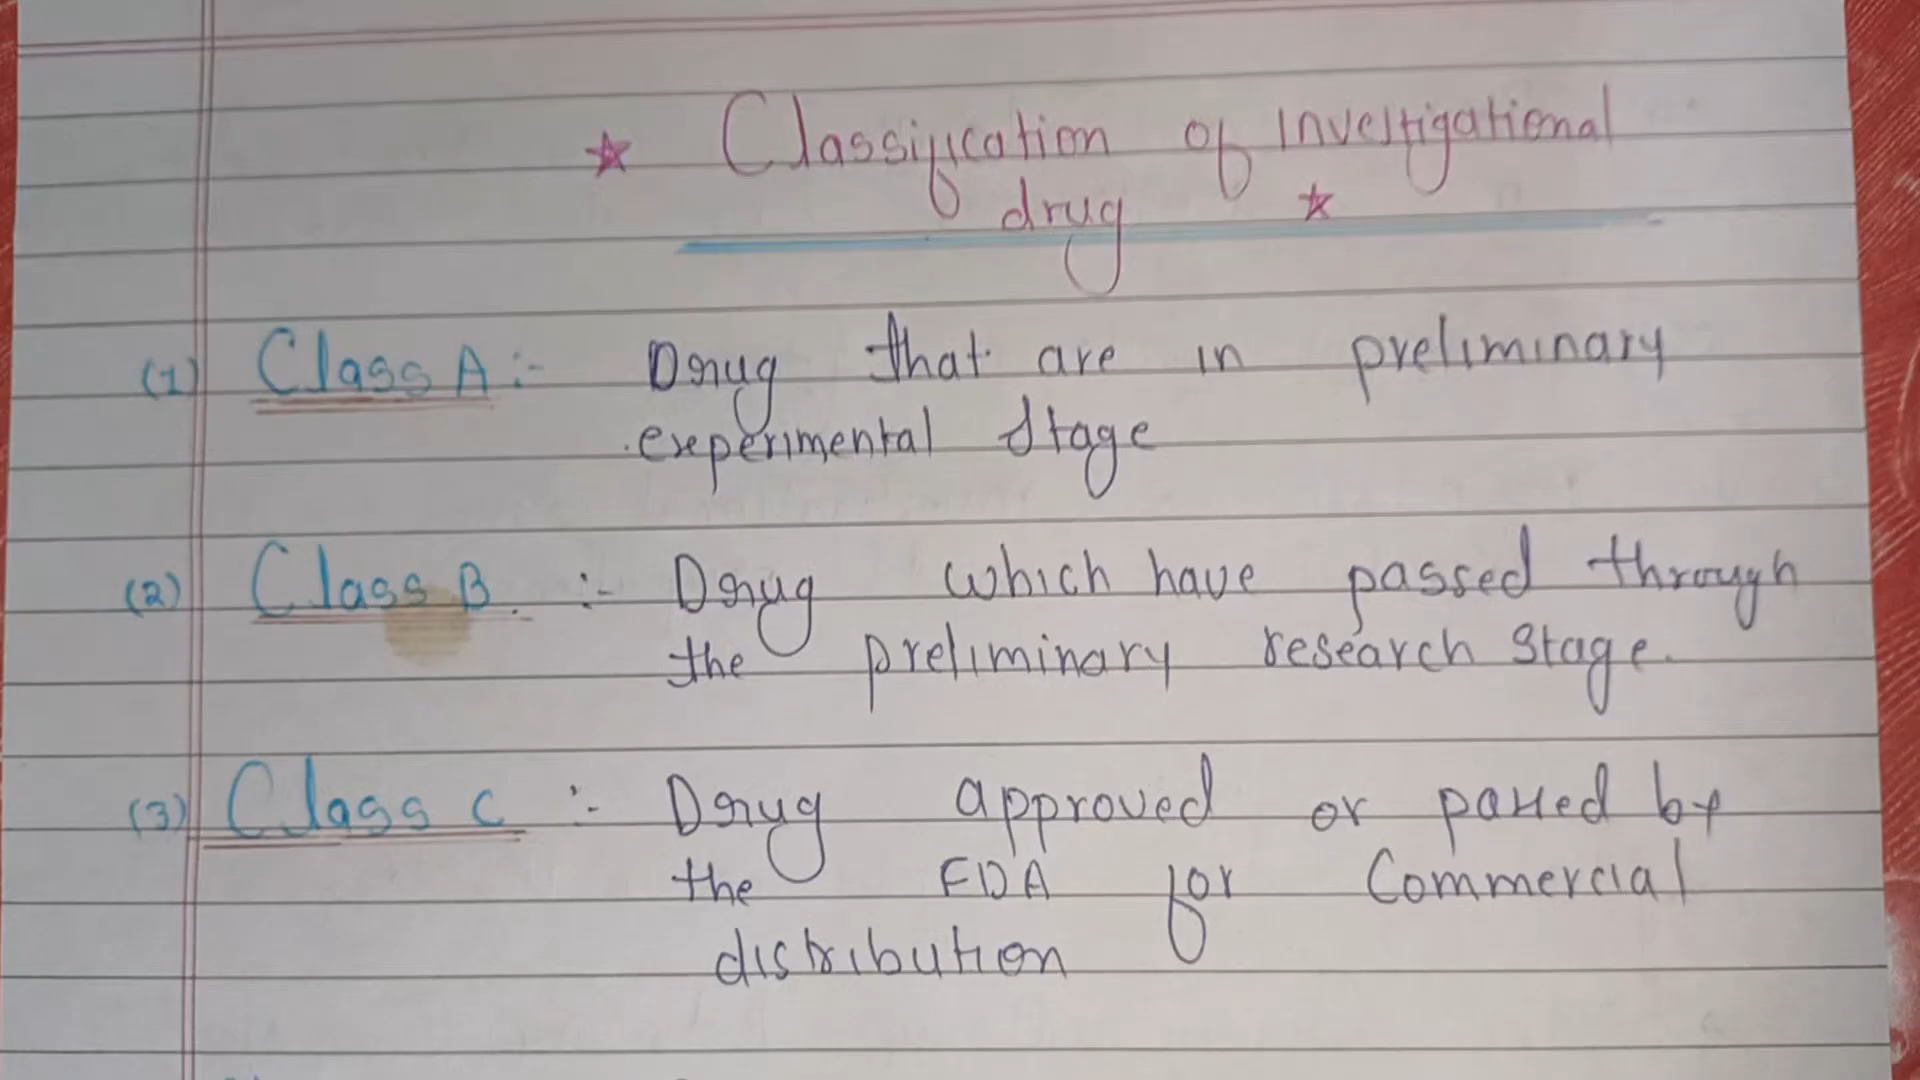 ☆ Classification of Investigational
drug ☆
(1) Class A :- Drug that are in preliminary
experimental Stage
(2) Class B :- Drug which have passed through
the preliminary research Stage.
(3) Class C :- Drug approved or passed by
the FDA for Commercial
distribution